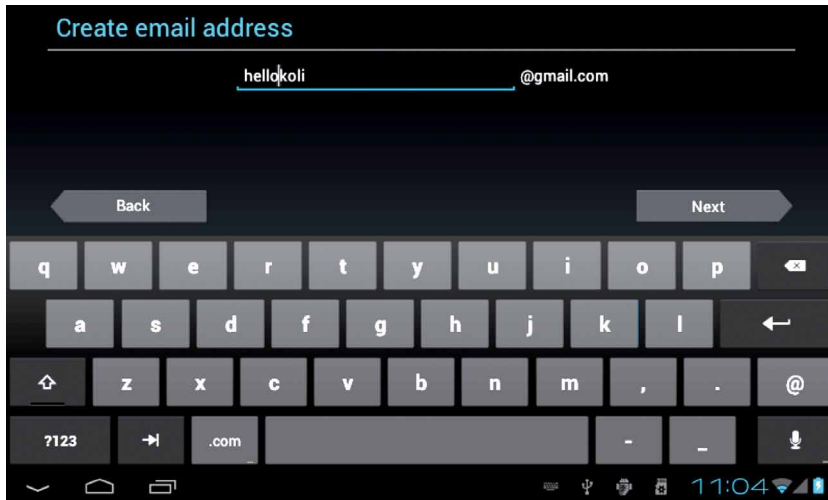 Create email address
hellokoli @gmail.com
Back Next
q w e r t y u i o p
a s d f g h j k l
z x c v b n m , . @
?123 .com - _
11:04